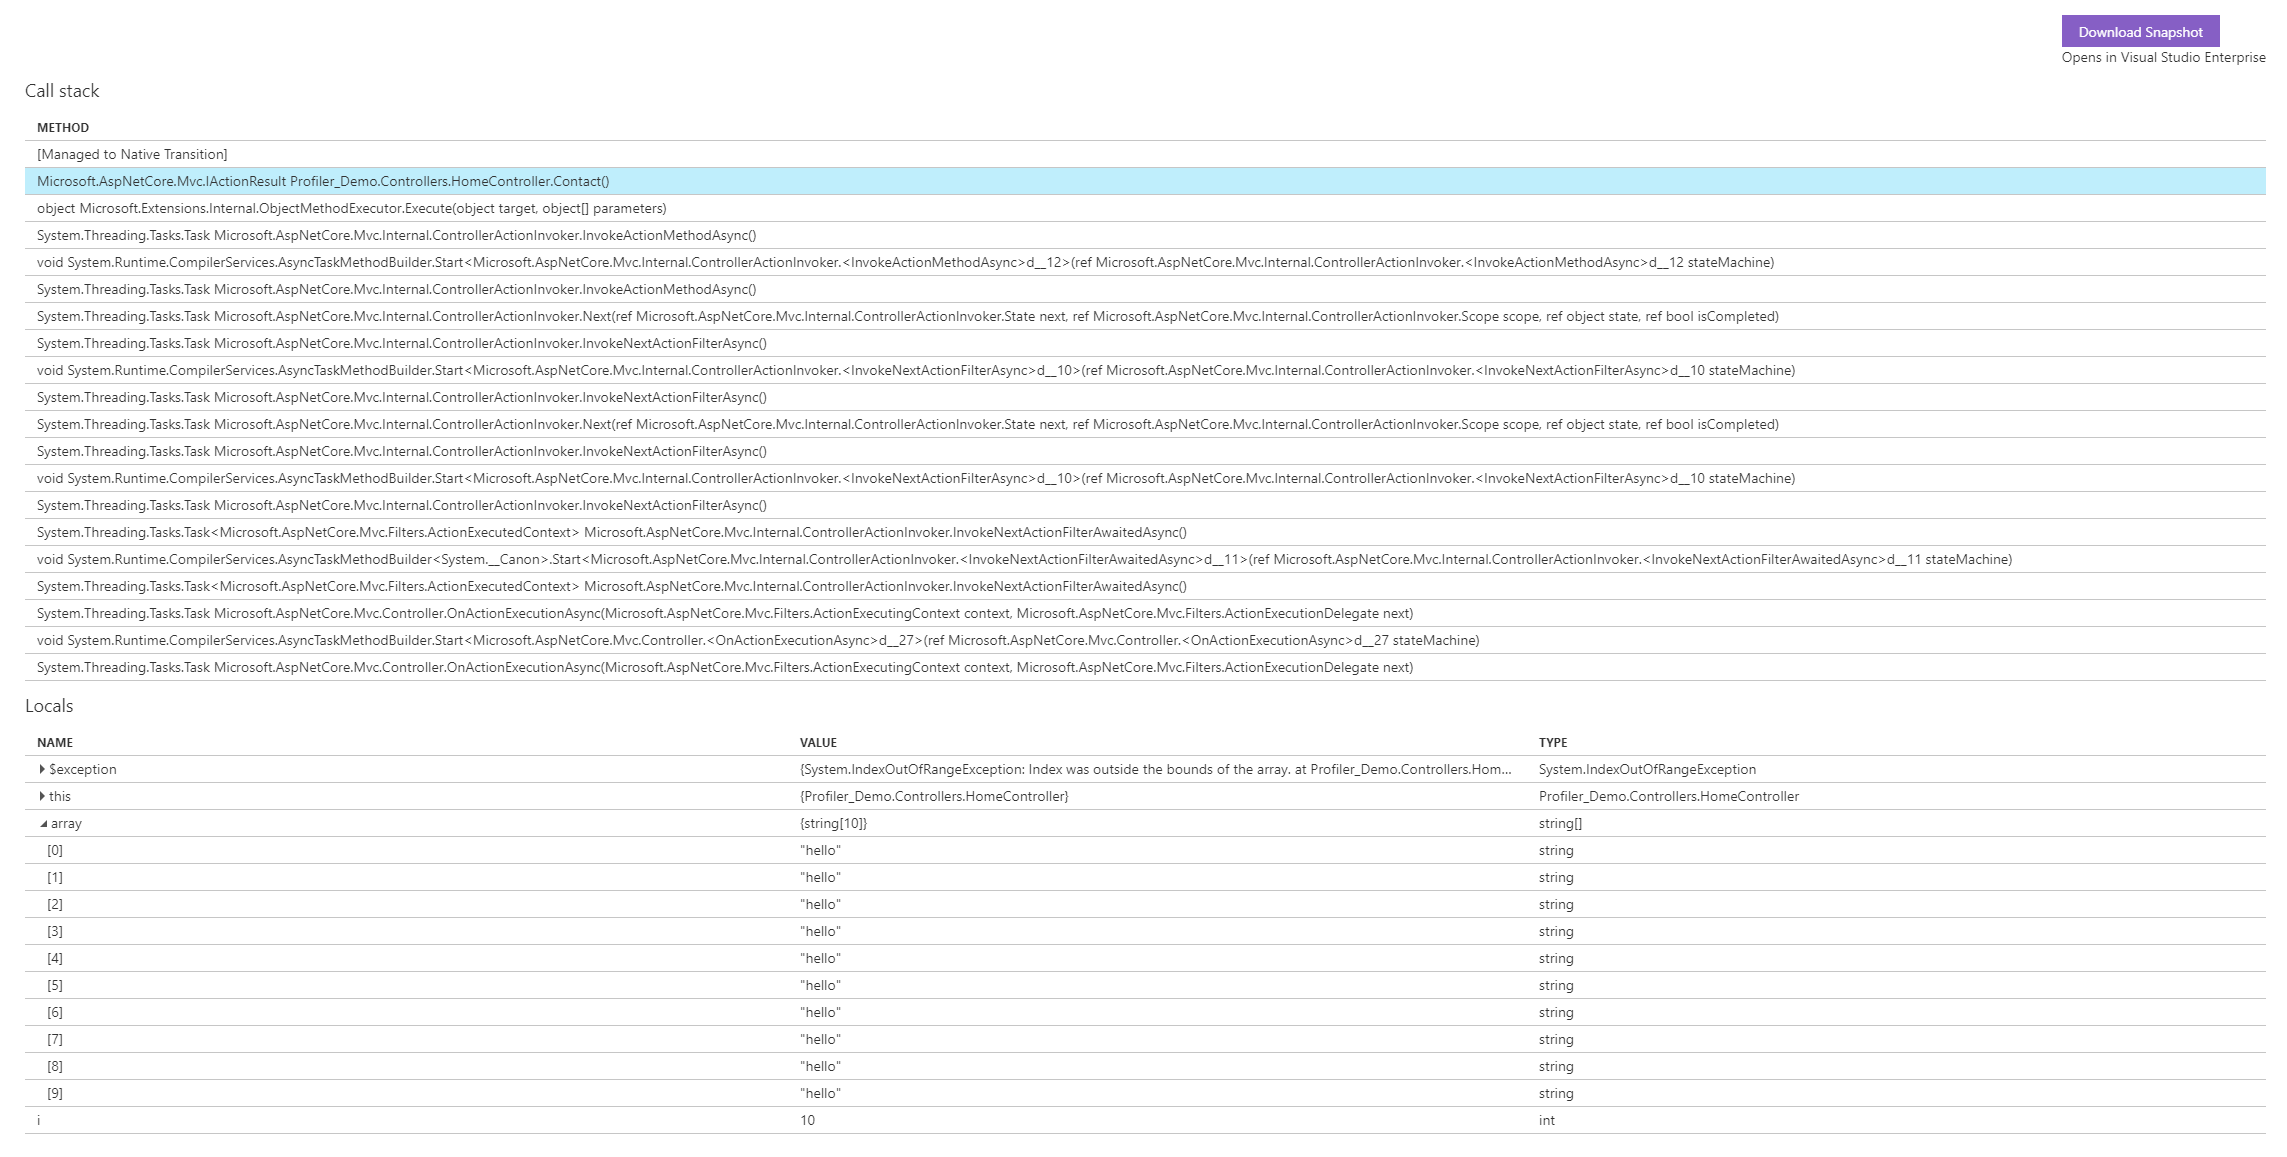 Download Snapshot
Opens in Visual Studio Enterprise
Call stack
METHOD
[Managed to Native Transition]
Microsoft.AspNetCore.Mvc.IActionResult Profiler_Demo.Controllers.HomeController.Contact()
object Microsoft.Extensions.Internal.ObjectMethodExecutor.Execute(object target, object[] parameters)
System.Threading.Tasks.Task Microsoft.AspNetCore.Mvc.Internal.ControllerActionInvoker.InvokeActionMethodAsync()
void System.Runtime.CompilerServices.AsyncTaskMethodBuilder.Start<Microsoft.AspNetCore.Mvc.Internal.ControllerActionInvoker.<InvokeActionMethodAsync>d__12>(ref Microsoft.AspNetCore.Mvc.Internal.ControllerActionInvoker.<InvokeActionMethodAsync>d__12 stateMachine)
System.Threading.Tasks.Task Microsoft.AspNetCore.Mvc.Internal.ControllerActionInvoker.InvokeActionMethodAsync()
System.Threading.Tasks.Task Microsoft.AspNetCore.Mvc.Internal.ControllerActionInvoker.Next(ref Microsoft.AspNetCore.Mvc.Internal.ControllerActionInvoker.State next, ref Microsoft.AspNetCore.Mvc.Internal.ControllerActionInvoker.Scope scope, ref object state, ref bool isCompleted)
System.Threading.Tasks.Task Microsoft.AspNetCore.Mvc.Internal.ControllerActionInvoker.InvokeNextActionFilterAsync()
void System.Runtime.CompilerServices.AsyncTaskMethodBuilder.Start<Microsoft.AspNetCore.Mvc.Internal.ControllerActionInvoker.<InvokeNextActionFilterAsync>d__10>(ref Microsoft.AspNetCore.Mvc.Internal.ControllerActionInvoker.<InvokeNextActionFilterAsync>d__10 stateMachine)
System.Threading.Tasks.Task Microsoft.AspNetCore.Mvc.Internal.ControllerActionInvoker.InvokeNextActionFilterAsync()
System.Threading.Tasks.Task Microsoft.AspNetCore.Mvc.Internal.ControllerActionInvoker.Next(ref Microsoft.AspNetCore.Mvc.Internal.ControllerActionInvoker.State next, ref Microsoft.AspNetCore.Mvc.Internal.ControllerActionInvoker.Scope scope, ref object state, ref bool isCompleted)
System.Threading.Tasks.Task Microsoft.AspNetCore.Mvc.Internal.ControllerActionInvoker.InvokeNextActionFilterAsync()
void System.Runtime.CompilerServices.AsyncTaskMethodBuilder.Start<Microsoft.AspNetCore.Mvc.Internal.ControllerActionInvoker.<InvokeNextActionFilterAsync>d__10>(ref Microsoft.AspNetCore.Mvc.Internal.ControllerActionInvoker.<InvokeNextActionFilterAsync>d__10 stateMachine)
System.Threading.Tasks.Task Microsoft.AspNetCore.Mvc.Internal.ControllerActionInvoker.InvokeNextActionFilterAsync()
System.Threading.Tasks.Task<Microsoft.AspNetCore.Mvc.Filters.ActionExecutedContext> Microsoft.AspNetCore.Mvc.Internal.ControllerActionInvoker.InvokeNextActionFilterAwaitedAsync()
void System.Runtime.CompilerServices.AsyncTaskMethodBuilder<System.__Canon>.Start<Microsoft.AspNetCore.Mvc.Internal.ControllerActionInvoker.<InvokeNextActionFilterAwaitedAsync>d__11>(ref Microsoft.AspNetCore.Mvc.Internal.ControllerActionInvoker.<InvokeNextActionFilterAwaitedAsync>d__11 stateMachine)
System.Threading.Tasks.Task<Microsoft.AspNetCore.Mvc.Filters.ActionExecutedContext> Microsoft.AspNetCore.Mvc.Internal.ControllerActionInvoker.InvokeNextActionFilterAwaitedAsync()
System.Threading.Tasks.Task Microsoft.AspNetCore.Mvc.Controller.OnActionExecutionAsync(Microsoft.AspNetCore.Mvc.Filters.ActionExecutingContext context, Microsoft.AspNetCore.Mvc.Filters.ActionExecutionDelegate next)
void System.Runtime.CompilerServices.AsyncTaskMethodBuilder.Start<Microsoft.AspNetCore.Mvc.Controller.<OnActionExecutionAsync>d__27>(ref Microsoft.AspNetCore.Mvc.Controller.<OnActionExecutionAsync>d__27 stateMachine)
System.Threading.Tasks.Task Microsoft.AspNetCore.Mvc.Controller.OnActionExecutionAsync(Microsoft.AspNetCore.Mvc.Filters.ActionExecutingContext context, Microsoft.AspNetCore.Mvc.Filters.ActionExecutionDelegate next)
Locals
NAME VALUE TYPE
$exception {System.IndexOutOfRangeException: Index was outside the bounds of the array. at Profiler_Demo.Controllers.Hom... System.IndexOutOfRangeException
this {Profiler_Demo.Controllers.HomeController} Profiler_Demo.Controllers.HomeController
array {string[10]} string[]
[0] "hello" string
[1] "hello" string
[2] "hello" string
[3] "hello" string
[4] "hello" string
[5] "hello" string
[6] "hello" string
[7] "hello" string
[8] "hello" string
[9] "hello" string
i 10 int